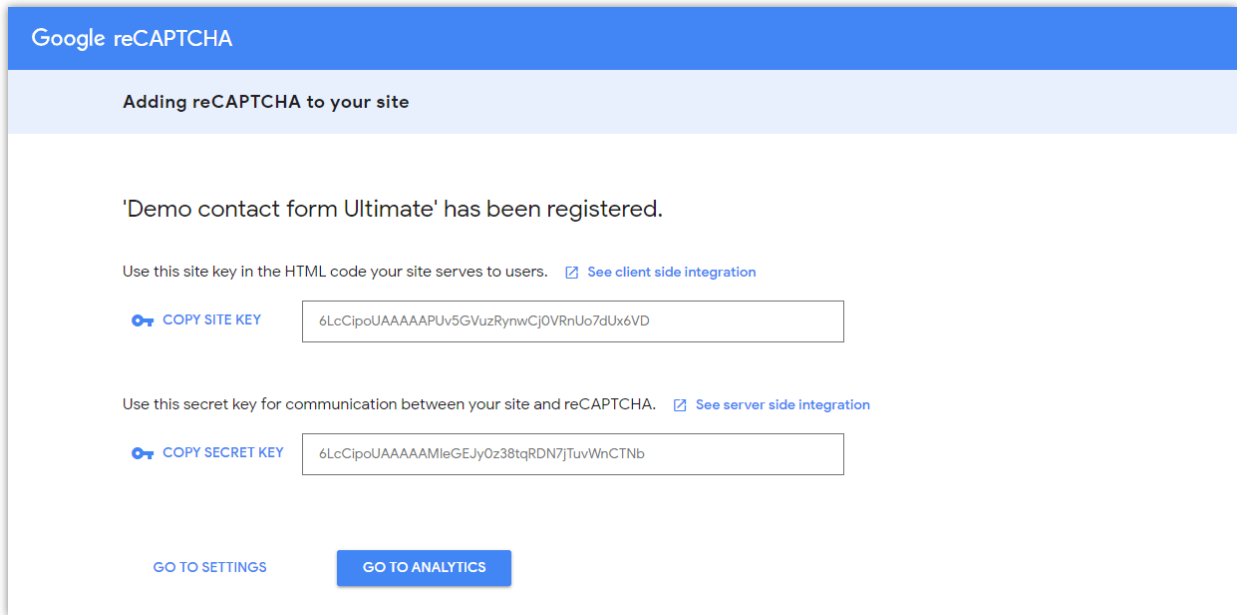 Google reCAPTCHA
Adding reCAPTCHA to your site
'Demo contact form Ultimate' has been registered.
Use this site key in the HTML code your site serves to users. See client side integration
COPY SITE KEY 6LcCipoUAAAAAPUv5GVuzRynwCj0VRnUo7dUx6VD
Use this secret key for communication between your site and reCAPTCHA. See server side integration
COPY SECRET KEY 6LcCipoUAAAAAMleGEJy0z38tqRDN7jTuvWnCTNb
GO TO SETTINGS GO TO ANALYTICS